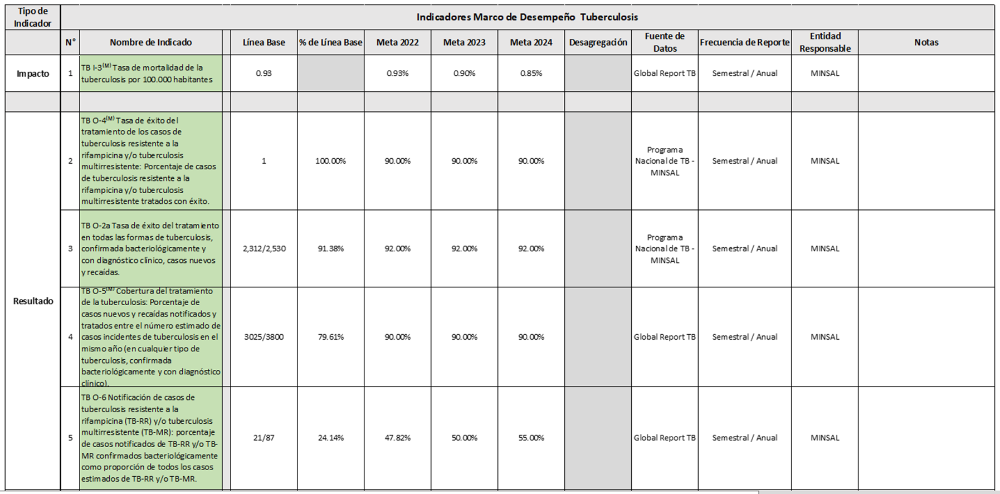 Tipo de
Indicador
Indicadores Marco de Desempeño Tuberculosis
N°
Nombre de Indicado
Línea Base
% de Línea Base
Meta 2022
Meta 2023
Meta 2024
Desagregación
Fuente de
Datos
Frecuencia de Reporte
Entidad
Responsable
Notas
Impacto
1
TB I-3(M) Tasa de mortalidad de la
tuberculosis por 100.000 habitantes
0.93
0.93%
0.90%
0.85%
Global Report TB
Semestral / Anual
MINSAL
Resultado
2
TB O-4(M) Tasa de éxito del
tratamiento de los casos de
tuberculosis resistente a la
rifampicina y/o tuberculosis
multirresistente: Porcentaje de casos
de tuberculosis resistente a la
rifampicina y/o tuberculosis
multirresistente tratados con éxito.
1
100.00%
90.00%
90.00%
90.00%
Programa
Nacional de TB -
MINSAL
Semestral / Anual
MINSAL
3
TB O-2a Tasa de éxito del tratamiento
en todas las formas de tuberculosis,
confirmada bacteriológicamente y
con diagnóstico clínico, casos nuevos
y recaídas.
2,312/2,530
91.38%
92.00%
92.00%
92.00%
Programa
Nacional de TB -
MINSAL
Semestral / Anual
MINSAL
4
TB O-5(M) Cobertura del tratamiento
de la tuberculosis: Porcentaje de
casos nuevos y recaídas notificados y
tratados entre el número estimado de
casos incidentes de tuberculosis en el
mismo año (en cualquier tipo de
tuberculosis, confirmada
bacteriológicamente y con diagnóstico
clínico).
3025/3800
79.61%
90.00%
90.00%
90.00%
Global Report TB
Semestral / Anual
MINSAL
5
TB O-6 Notificación de casos de
tuberculosis resistente a la
rifampicina (TB-RR) y/o tuberculosis
multirresistente (TB-MR): porcentaje
de casos notificados de TB-RR y/o TB-
MR confirmados bacteriológicamente
como proporción de todos los casos
estimados de TB-RR y/o TB-MR.
21/87
24.14%
47.82%
50.00%
55.00%
Global Report TB
Semestral / Anual
MINSAL